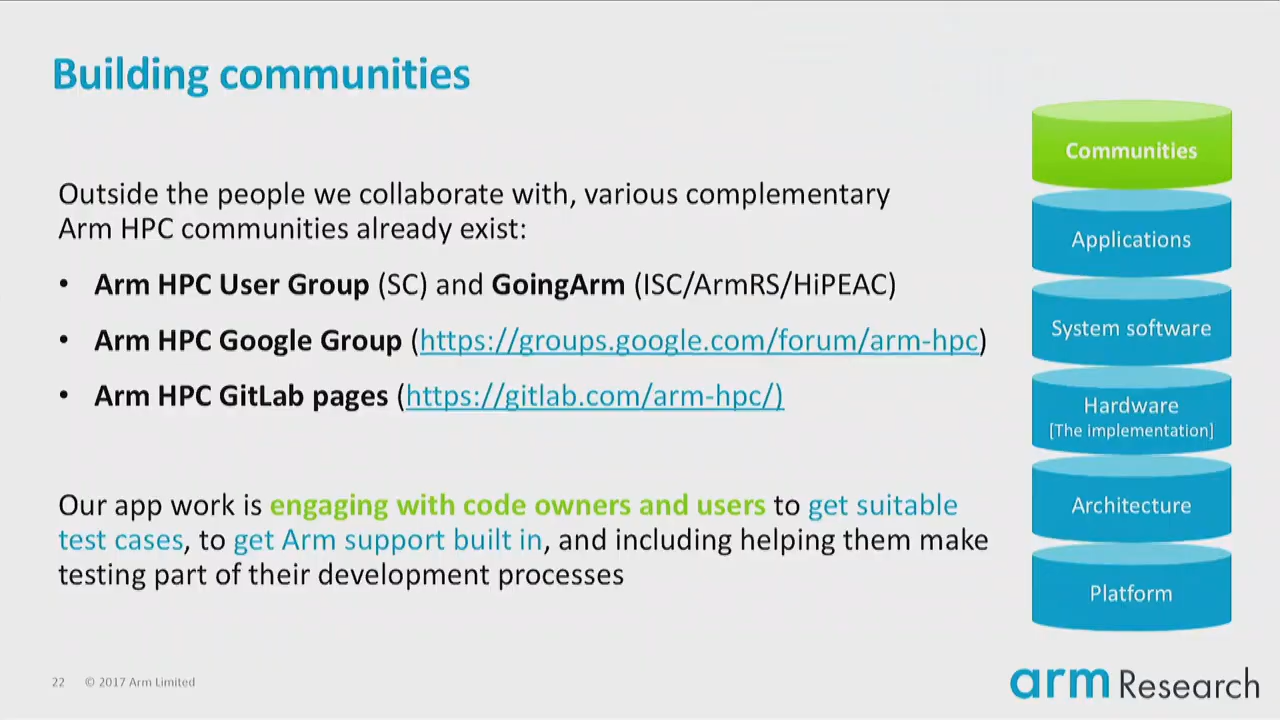 Building communities
Outside the people we collaborate with, various complementary
Arm HPC communities already exist:
• Arm HPC User Group (SC) and GoingArm (ISC/ArmRS/HiPEAC)
• Arm HPC Google Group (https://groups.google.com/forum/arm-hpc)
• Arm HPC GitLab pages (https://gitlab.com/arm-hpc/)
Our app work is engaging with code owners and users to get suitable
test cases, to get Arm support built in, and including helping them make
testing part of their development processes
Communities
Applications
System software
Hardware
[The implementation]
Architecture
Platform
22 © 2017 Arm Limited
arm Research